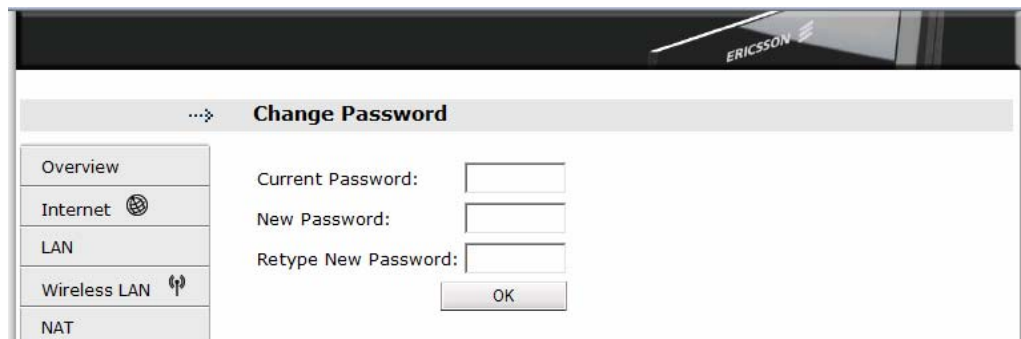 ERICSSON
Change Password
Overview
Internet
LAN
Wireless LAN
NAT
Current Password:
New Password:
Retype New Password:
OK